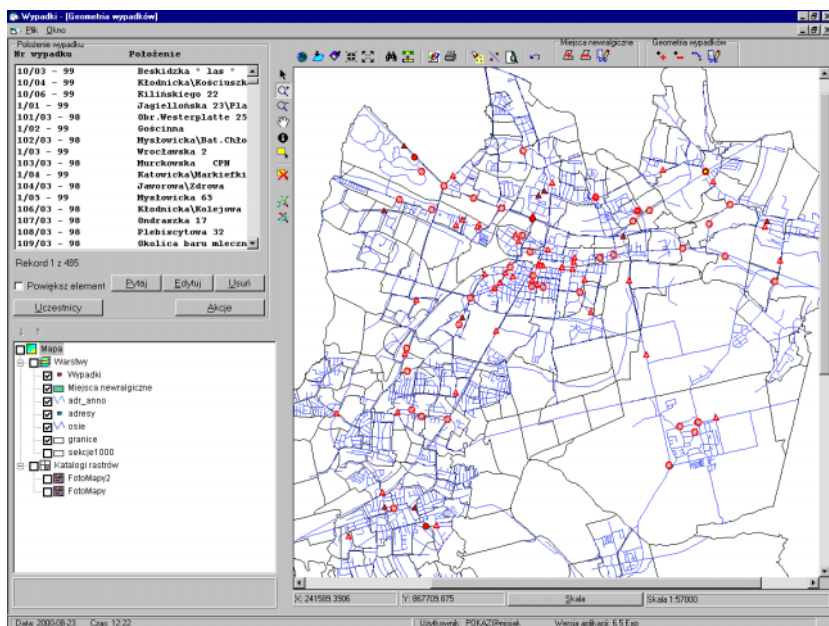 Wypadki - [Geometria wypadków]
Plik Okno
Położenie wypadku
Nr wypadku Położenie
10/03 - 99 Beskidzka " las "
10/04 - 99 Kłodnicka\Kościuszk
10/06 - 99 Kilińskiego 22
1/01 - 99 Jagiellońska 23\Pla
101/03 - 98 Obr.Westerplatte 25
1/02 - 99 Gościnna
102/03 - 98 Mysłowicka\Bat.Chło
1/03 - 99 Wrocławska 2
103/03 - 98 Murckowska CPN
1/04 - 99 Katowicka\Markiefki
104/03 - 98 Jaworowa\Zdrowa
1/05 - 99 Mysłowicka 65
106/03 - 98 Kłodnicka\Kolejowa
107/03 - 98 Ondraszka 17
108/03 - 98 Plebiscytowa 32
109/03 - 98 Okolica baru mleczn
Rekord 1 z 485
Powiększ element
Pytaj
Edytuj
Usuń
Uczestnicy
Akcje
Mapa
Warstwy
Wypadki
Miejsca newralgiczne
adr_anno
adresy
osie
granice
sekcje1000
Katalogi rastrów
FotoMapy2
FotoMapy
Miejsca newralgiczne
Geometria wypadków
X: 241589.3906
Y: 867709.875
Skala
Skala 1:57000
Data: 2000-08-23 Czas: 12:22
Użytkownik: POKAZ@misiak
Wersja aplikacji: 6.5 Exp